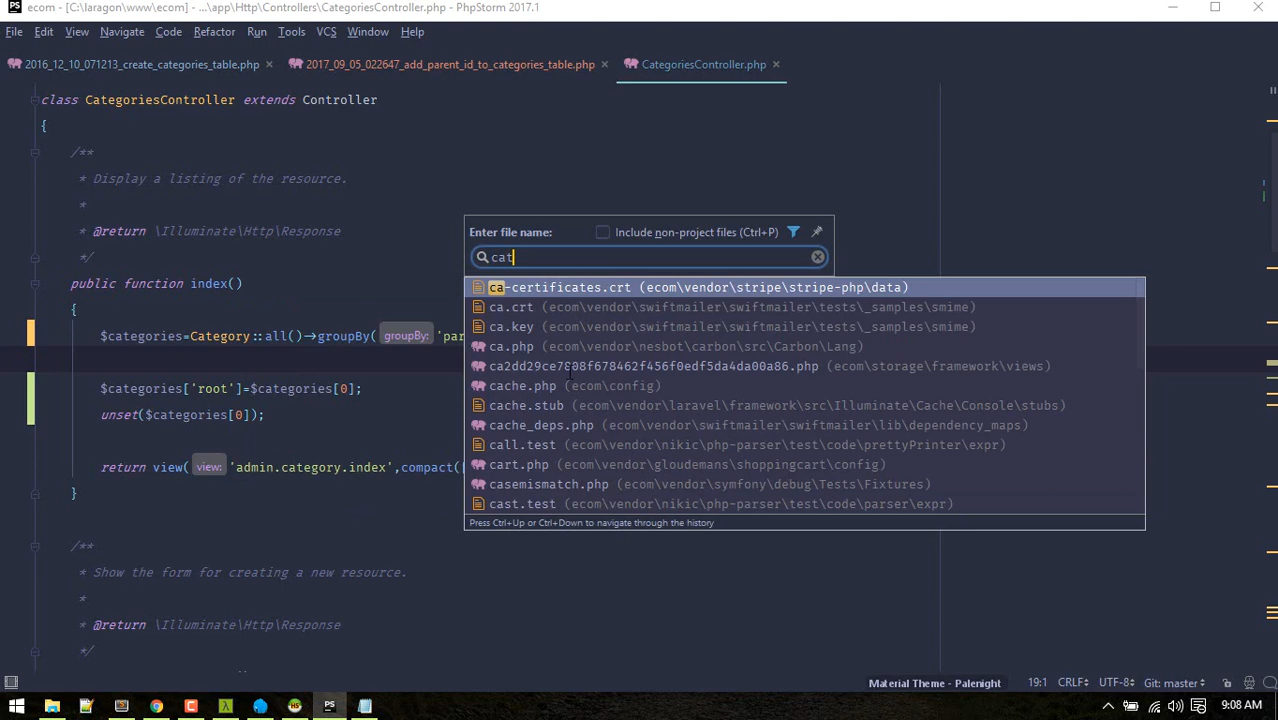 PS ecom - [C:\laragon\www\ecom] - ...\app\Http\Controllers\CategoriesController.php - PhpStorm 2017.1
File Edit View Navigate Code Refactor Run Tools VCS Window Help
2016_12_10_071213_create_categories_table.php 2017_09_05_022647_add_parent_id_to_categories_table.php CategoriesController.php
class CategoriesController extends Controller
{
/**
* Display a listing of the resource.
*
* @return \Illuminate\Http\Response
*/
public function index()
{
$categories=Category::all()->groupBy( groupBy: 'par
$categories['root']=$categories[0];
unset($categories[0]);
return view( view: 'admin.category.index',compact([
}
/**
* Show the form for creating a new resource.
*
* @return \Illuminate\Http\Response
*/
Enter file name: Include non-project files (Ctrl+P)
cat
ca-certificates.crt (ecom\vendor\stripe\stripe-php\data)
ca.crt (ecom\vendor\swiftmailer\swiftmailer\tests\_samples\smime)
ca.key (ecom\vendor\swiftmailer\swiftmailer\tests\_samples\smime)
ca.php (ecom\vendor\nesbot\carbon\src\Carbon\Lang)
(ecom\storage\framework\views)
cache.php (ecom\config)
cache.stub (ecom\vendor\laravel\framework\src\Illuminate\Cache\Console\stubs)
cache_deps.php (ecom\vendor\swiftmailer\swiftmailer\lib\dependency_maps)
call.test (ecom\vendor\nikic\php-parser\test\code\prettyPrinter\expr)
cart.php (ecom\vendor\gloudemans\shoppingcart\config)
casemismatch.php (ecom\vendor\symfony\debug\Tests\Fixtures)
cast.test (ecom\vendor\nikic\php-parser\test\code\parser\expr)
Press Ctrl+Up or Ctrl+Down to navigate through the history
Material Theme - Palenight 19:1 CRLF÷ UTF-8÷ Git: master÷
PS 9:08 AM